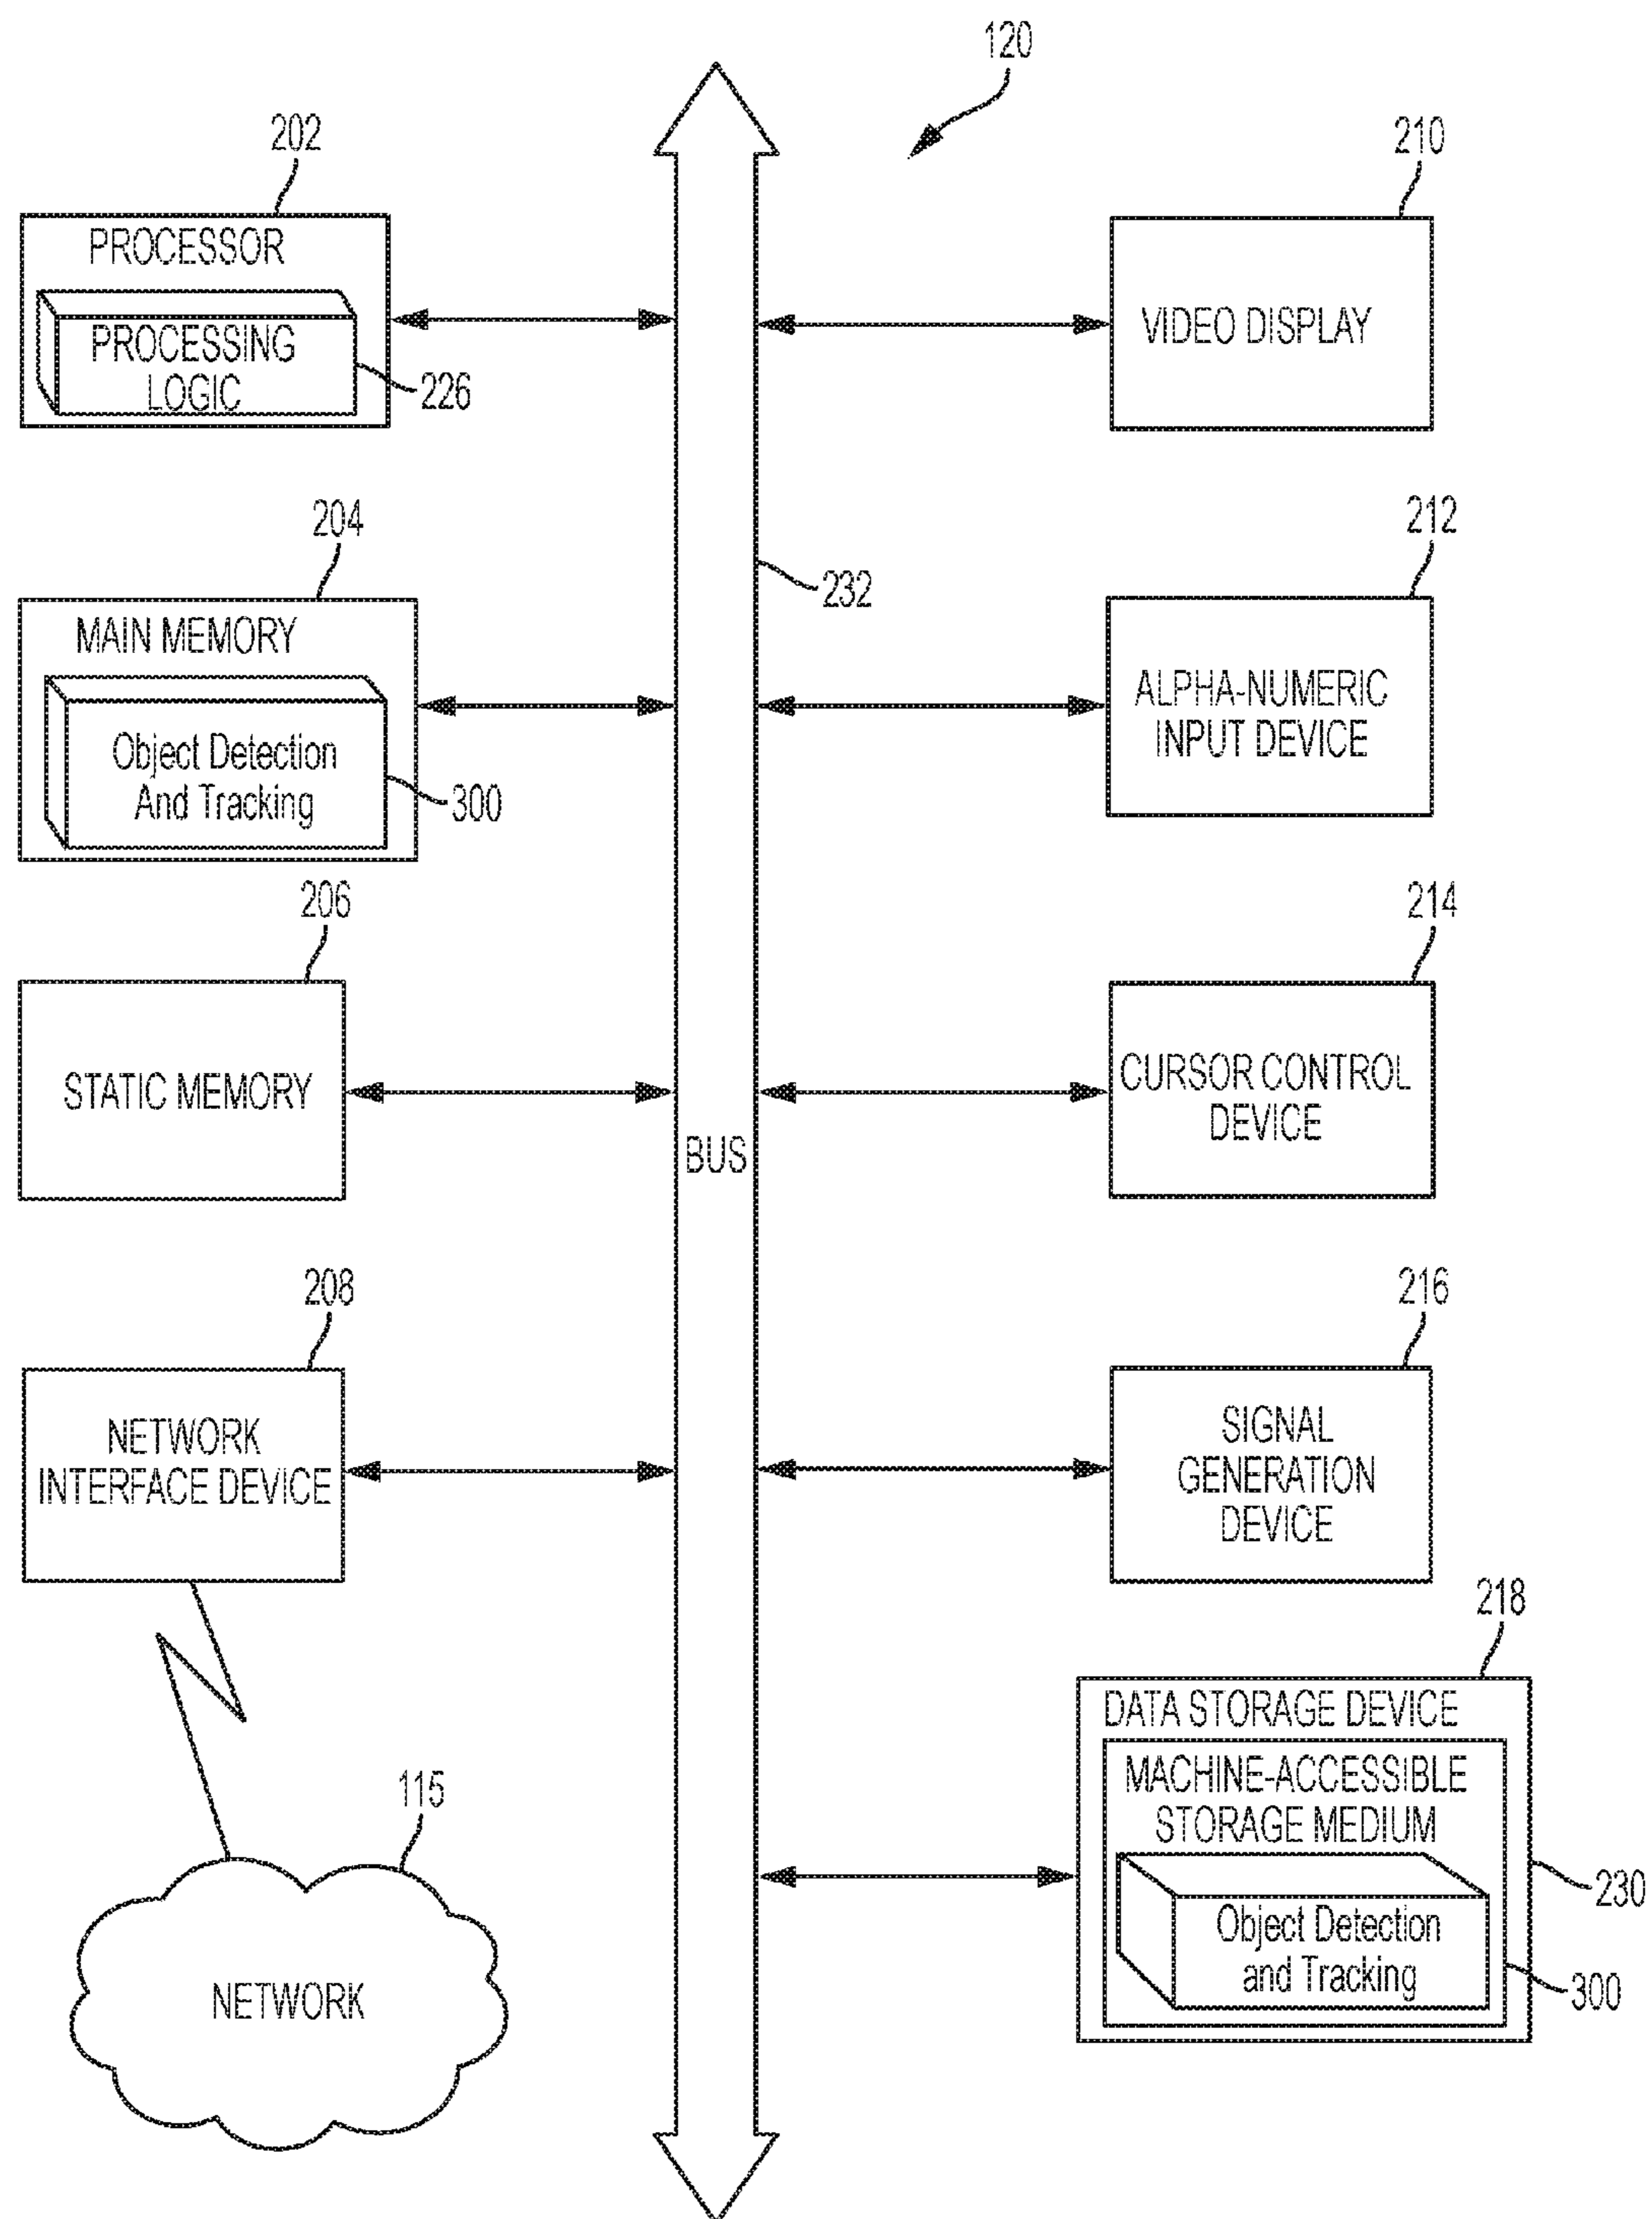 120
202
PROCESSOR
PROCESSING
LOGIC
226
210
VIDEO DISPLAY
204
MAIN MEMORY
Object Detection
And Tracking
300
232
212
ALPHA-NUMERIC
INPUT DEVICE
206
STATIC MEMORY
BUS
214
CURSOR CONTROL
DEVICE
208
NETWORK
INTERFACE DEVICE
216
SIGNAL
GENERATION
DEVICE
115
NETWORK
218
DATA STORAGE DEVICE
MACHINE-ACCESSIBLE
STORAGE MEDIUM
230
Object Detection
and Tracking
300